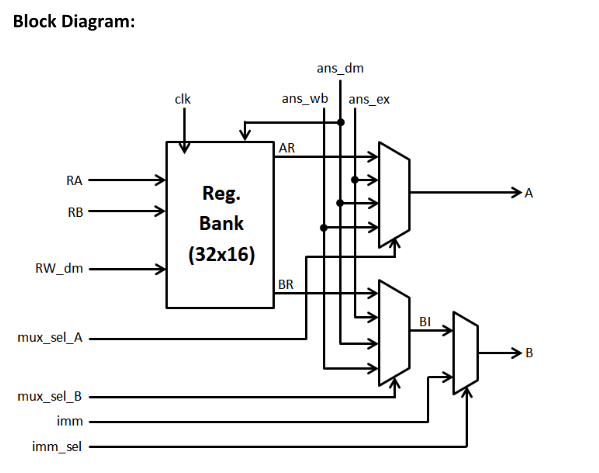 Block Diagram:
ans_dm
clk
ans_wb
ans_ex
AR
RA
Reg.
Bank
(32x16)
A
RB
RW_dm
BR
BI
mux_sel_A
B
mux_sel_B
imm
imm_sel